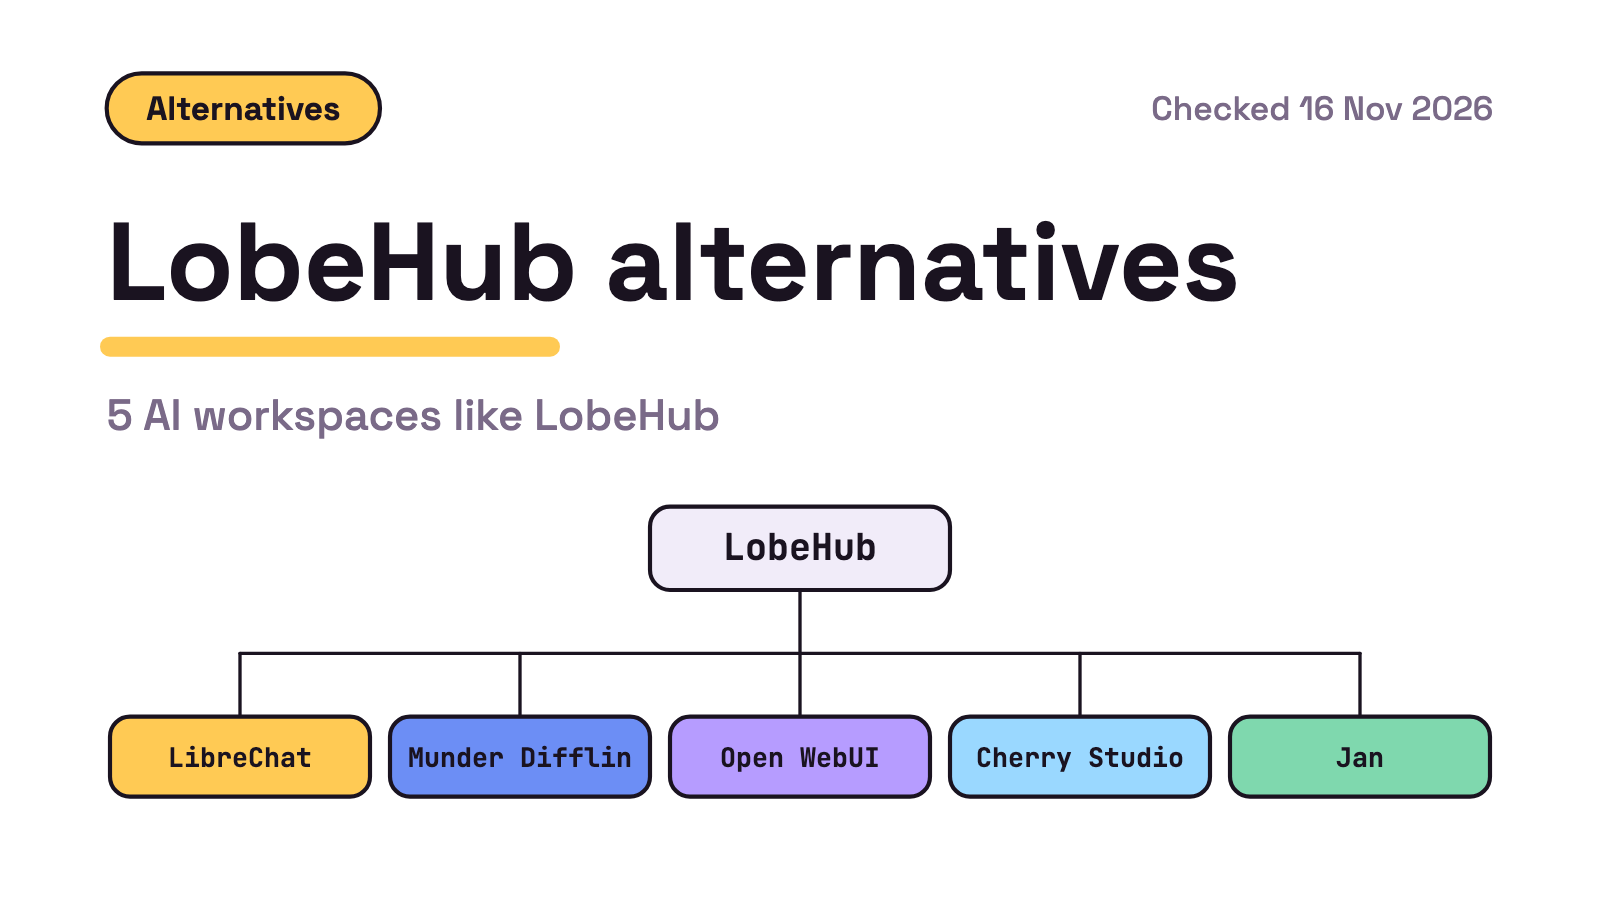 Alternatives
Checked 16 Nov 2026
LobeHub alternatives
5 AI workspaces like LobeHub
LobeHub
LibreChat
Munder Difflin
Open WebUI
Cherry Studio
Jan